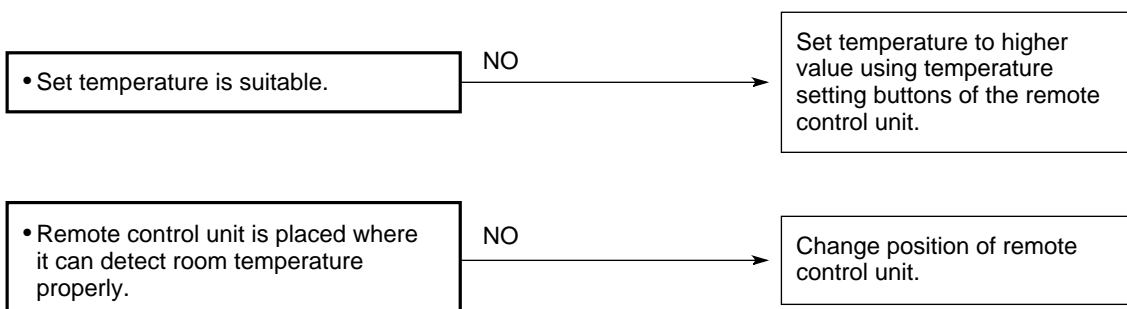 • Set temperature is suitable.
NO
Set temperature to higher
value using temperature
setting buttons of the remote
control unit.
• Remote control unit is placed where
it can detect room temperature
properly.
NO
Change position of remote
control unit.